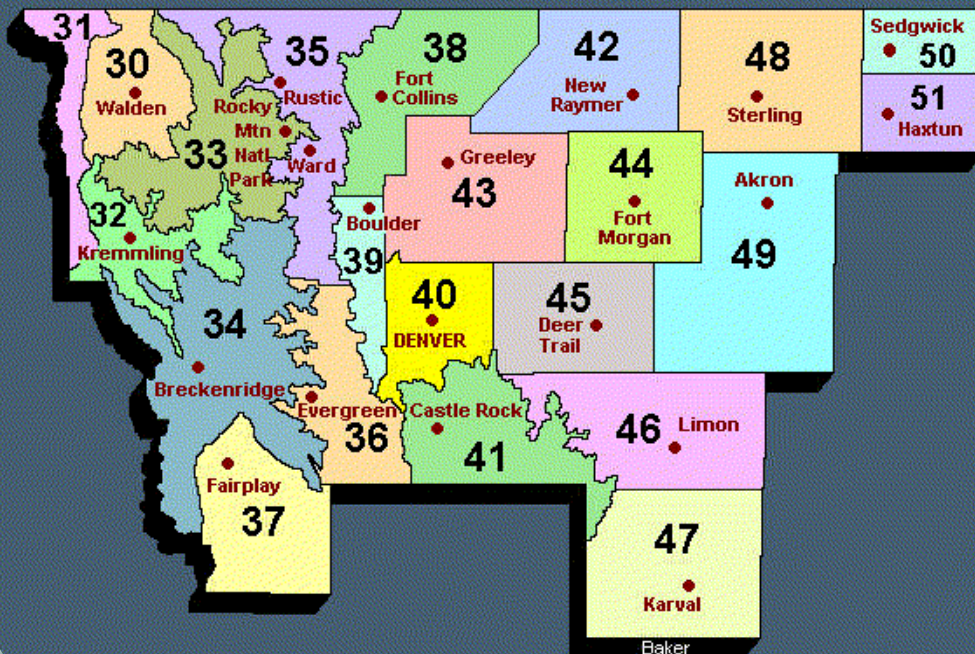 31
30
Walden
35
Rustic
38
Fort
Collins
42
New
Raymer
48
Sterling
Sedgwick
50
51
Haxtun
Rocky
Mtn
Natl
Park
33
Ward
Greeley
43
44
Fort
Morgan
Akron
49
32
Kremmling
Boulder
39
34
Breckenridge
40
DENVER
45
Deer
Trail
Evergreen
36
Castle Rock
41
46
Limon
Fairplay
37
47
Karval
Baker